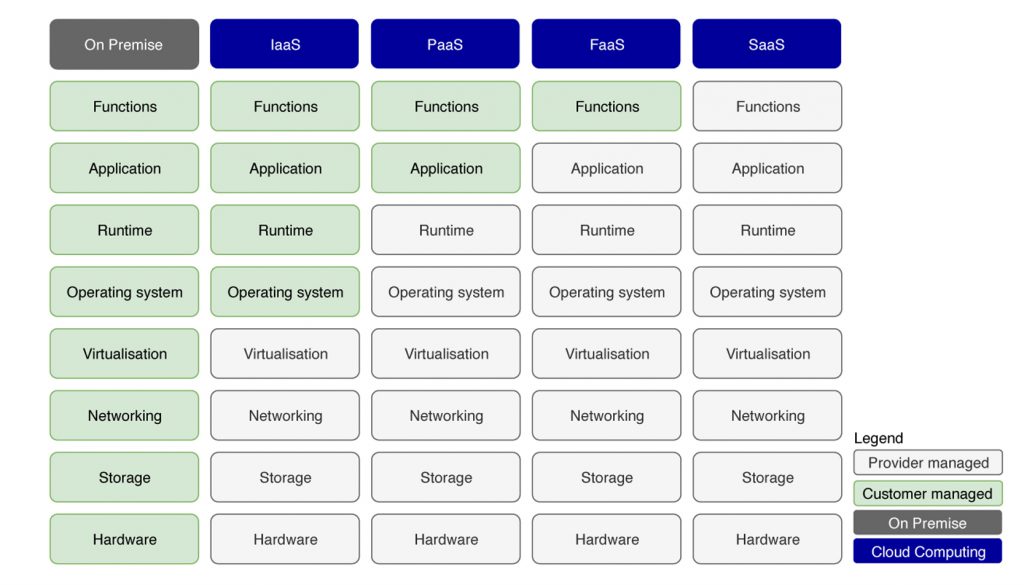 On Premise IaaS PaaS FaaS SaaS
Functions Functions Functions Functions Functions
Application Application Application Application Application
Runtime Runtime Runtime Runtime Runtime
Operating system Operating system Operating system Operating system Operating system
Virtualisation Virtualisation Virtualisation Virtualisation Virtualisation
Networking Networking Networking Networking Networking
Storage Storage Storage Storage Storage
Hardware Hardware Hardware Hardware Hardware
Legend
Provider managed
Customer managed
On Premise
Cloud Computing